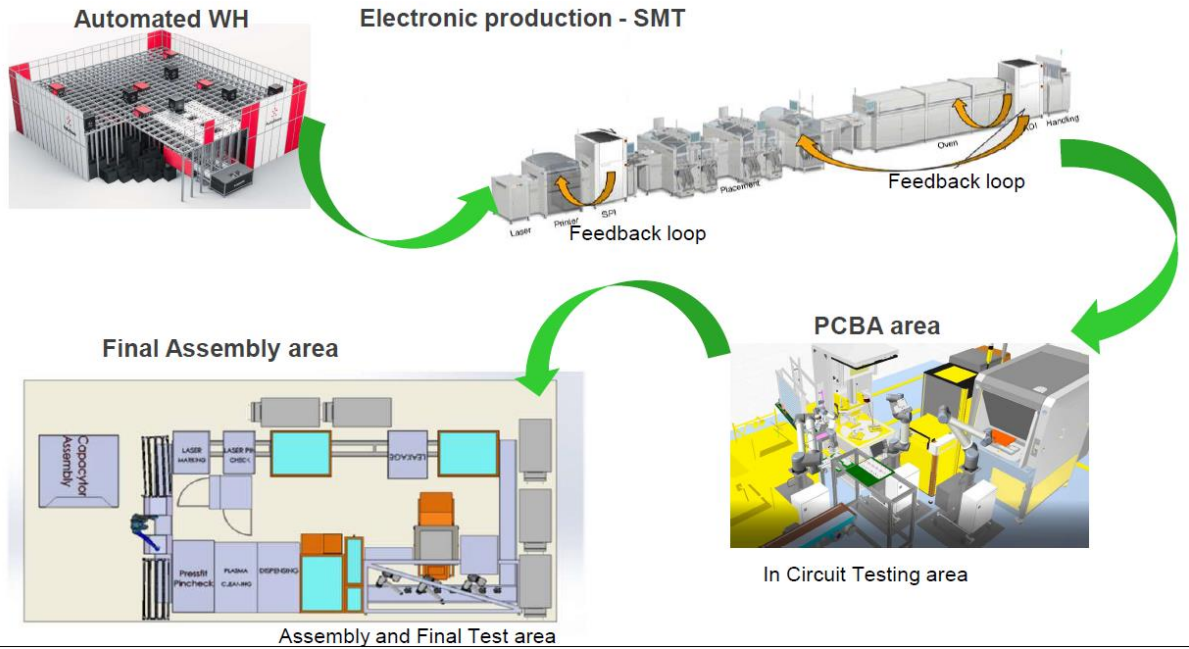 Automated WH
Electronic production - SMT
Laser
Printer
SPI
Placement
Oven
AOI
Handling
Feedback loop
Feedback loop
PCBA area
In Circuit Testing area
Final Assembly area
Capacytor
Assembly
LASER
MARKING
LASER PIN
CHECK
LEAKAGE
Pressfit
Pincheck
PLASMA
CLEANING
DISPENSING
Assembly and Final Test area